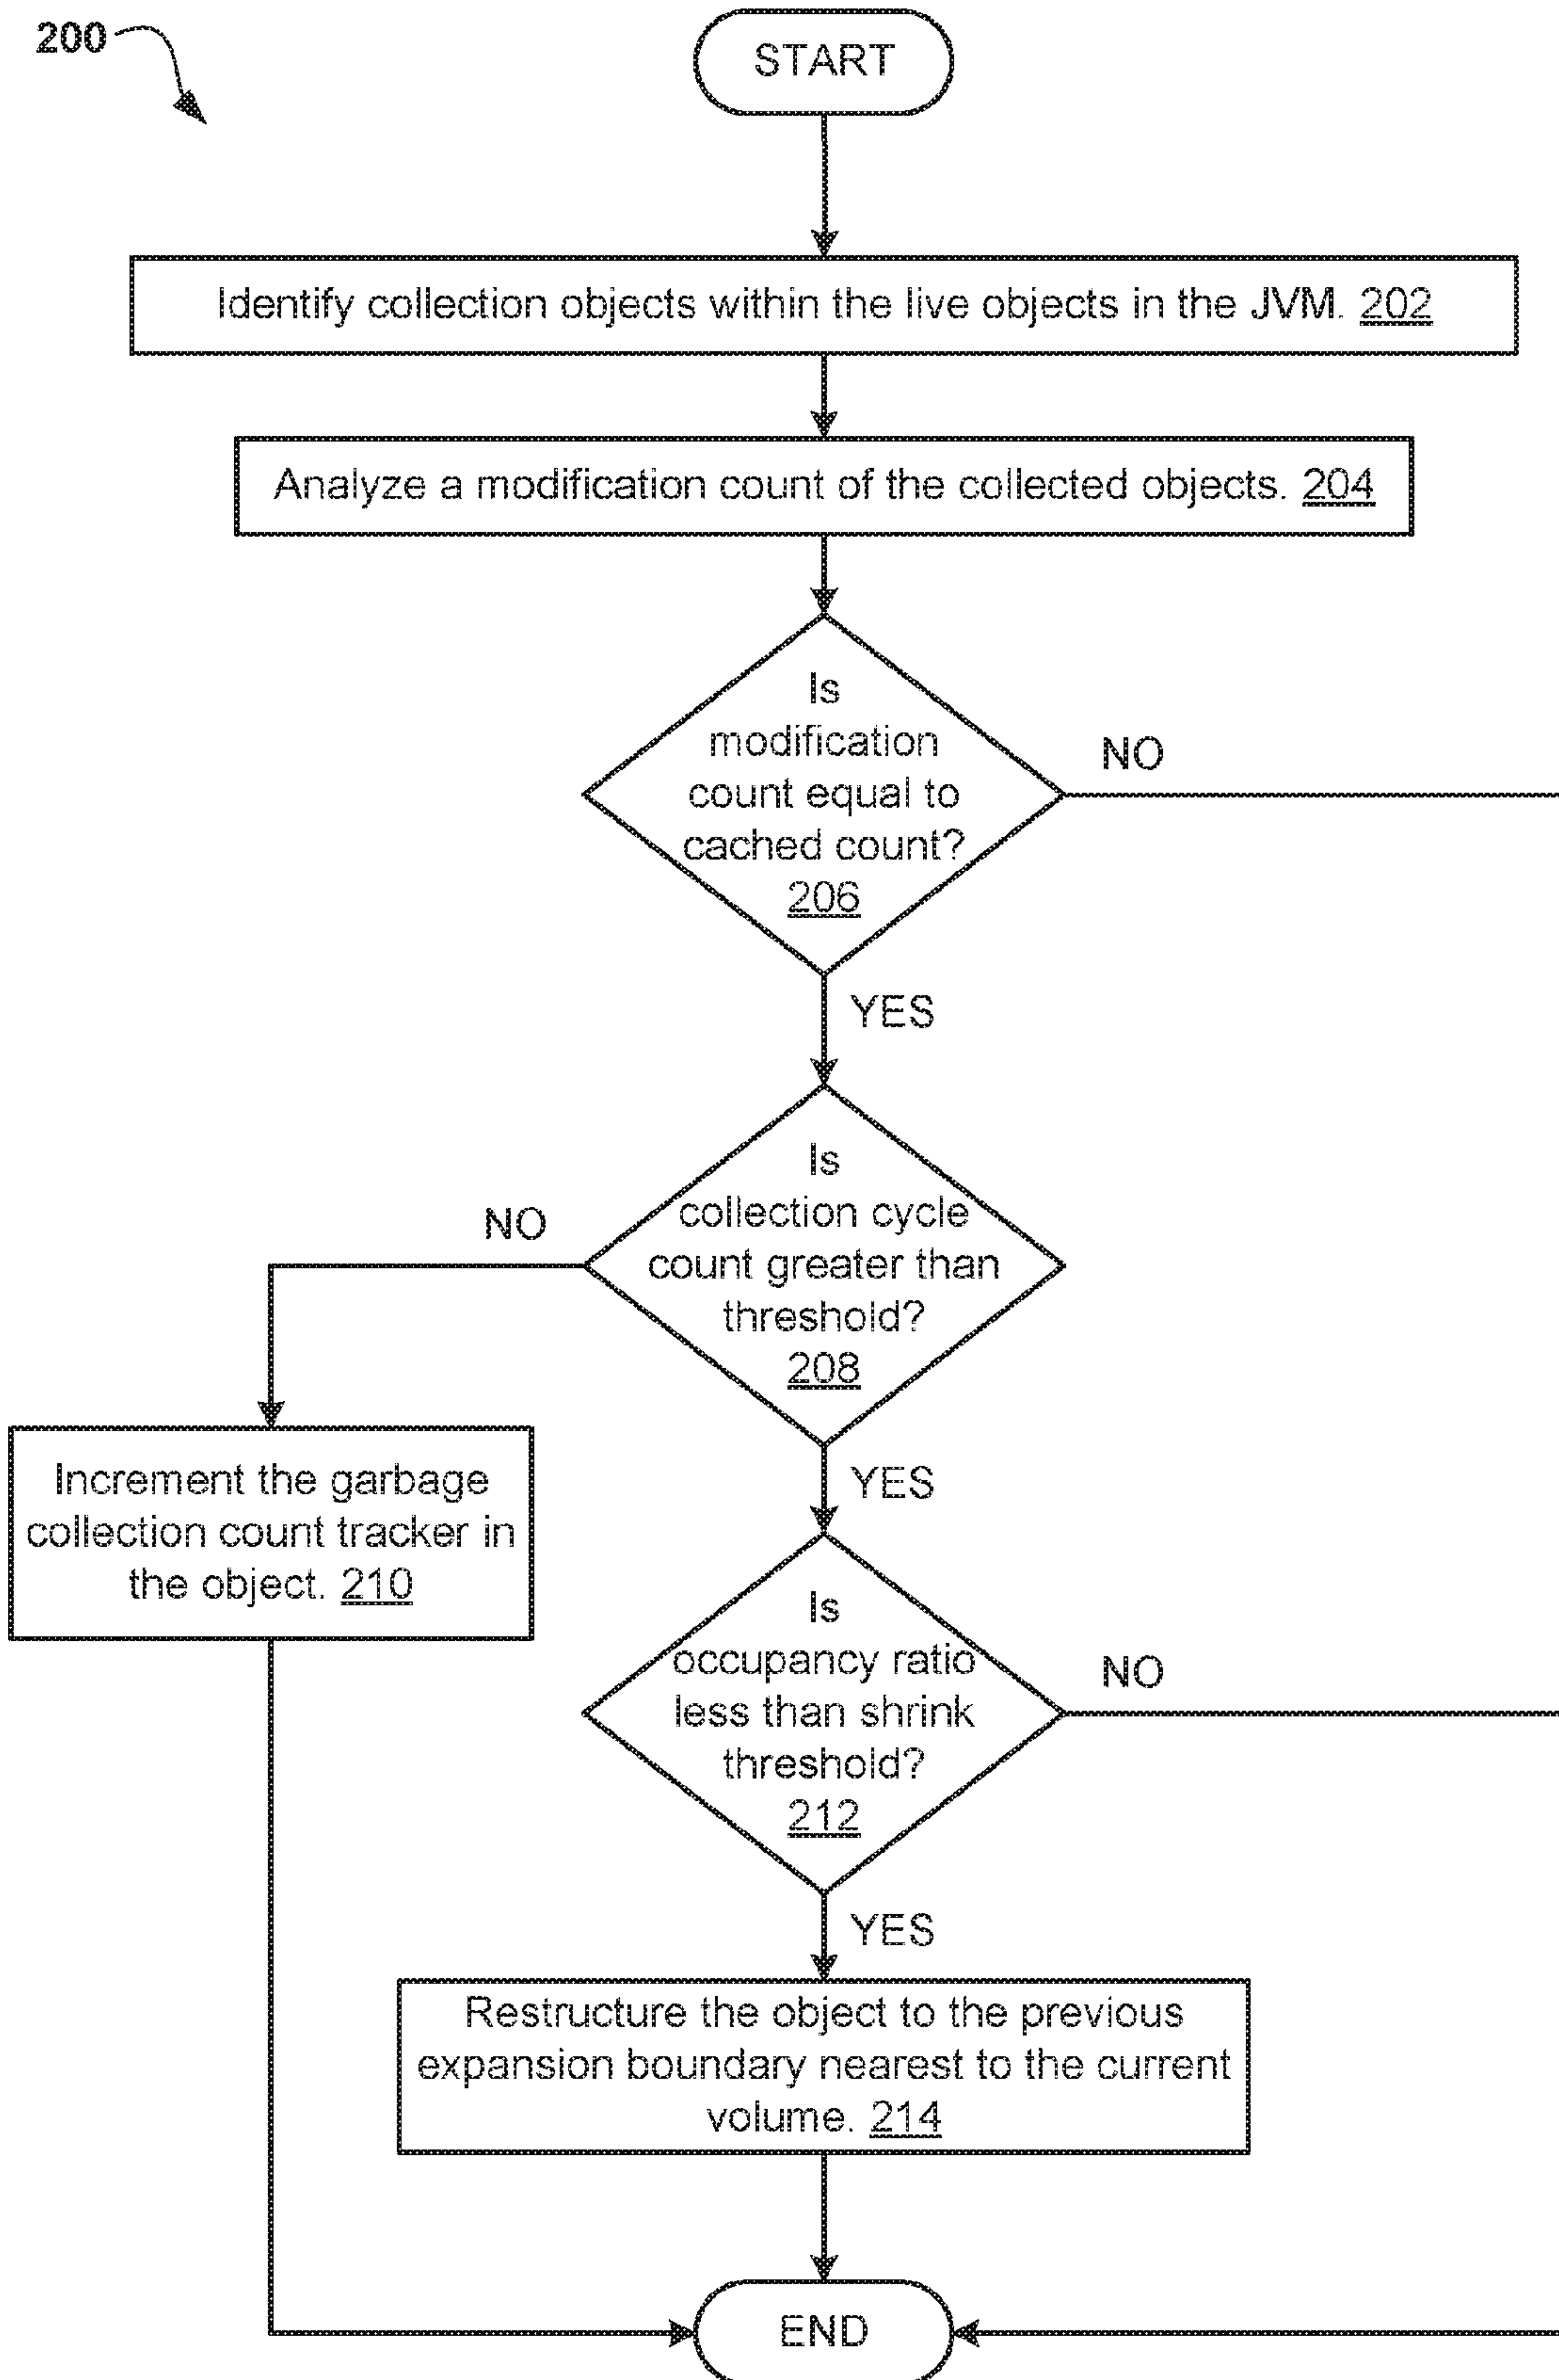 200
START
Identify collection objects within the live objects in the JVM. 202
Analyze a modification count of the collected objects. 204
Is
modification
count equal to
cached count?
206
NO
YES
Is
collection cycle
count greater than
threshold?
208
NO
YES
Increment the garbage
collection count tracker in
the object. 210
Is
occupancy ratio
less than shrink
threshold?
212
NO
YES
Restructure the object to the previous
expansion boundary nearest to the current
volume. 214
END